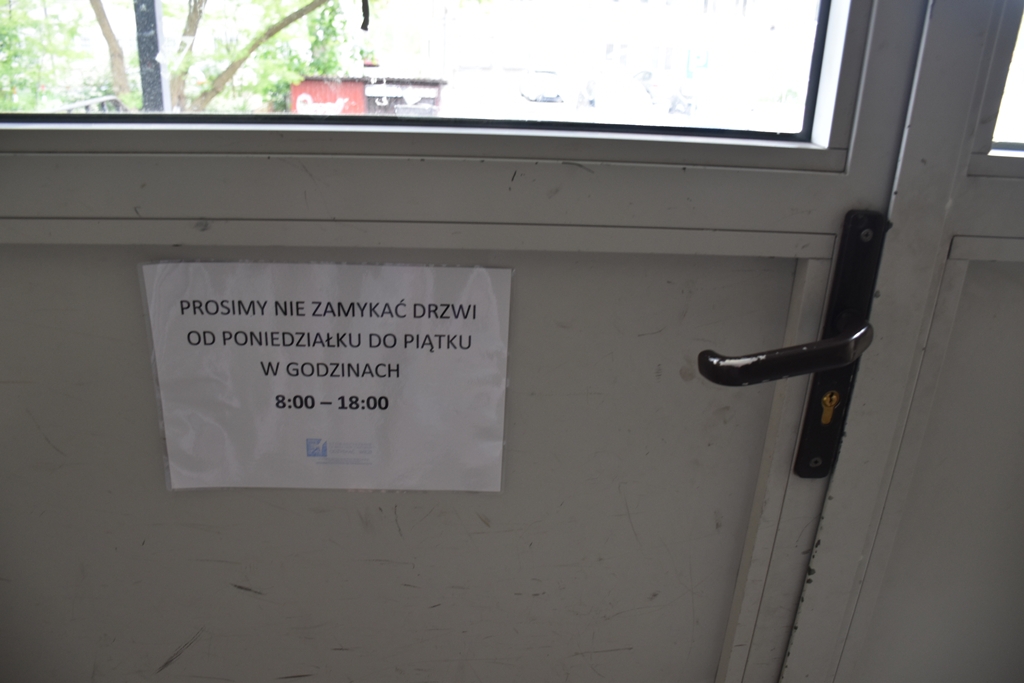 PROSIMY NIE ZAMYKAĆ DRZWI
OD PONIEDZIAŁKU DO PIĄTKU
W GODZINACH
8:00 – 18:00